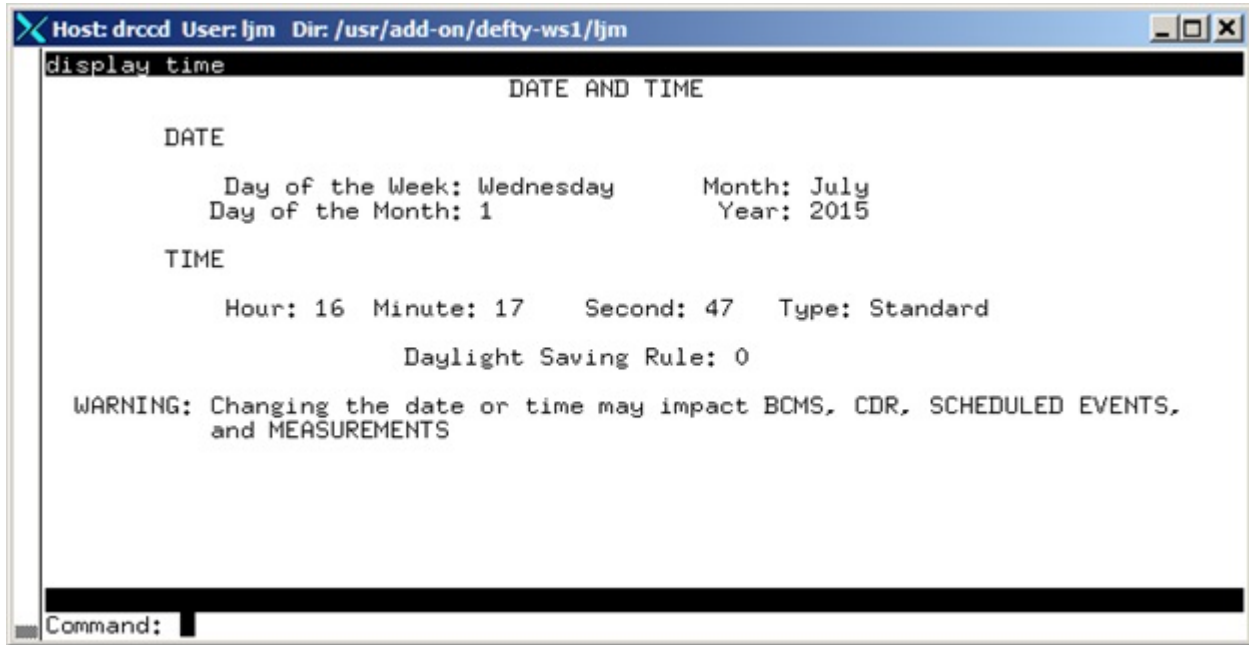 Host: drccd User: ljm Dir: /usr/add-on/defty-ws1/ljm
display time
DATE AND TIME
DATE
Day of the Week: Wednesday Month: July
Day of the Month: 1 Year: 2015
TIME
Hour: 16 Minute: 17 Second: 47 Type: Standard
Daylight Saving Rule: 0
WARNING: Changing the date or time may impact BCMS, CDR, SCHEDULED EVENTS,
and MEASUREMENTS
Command: